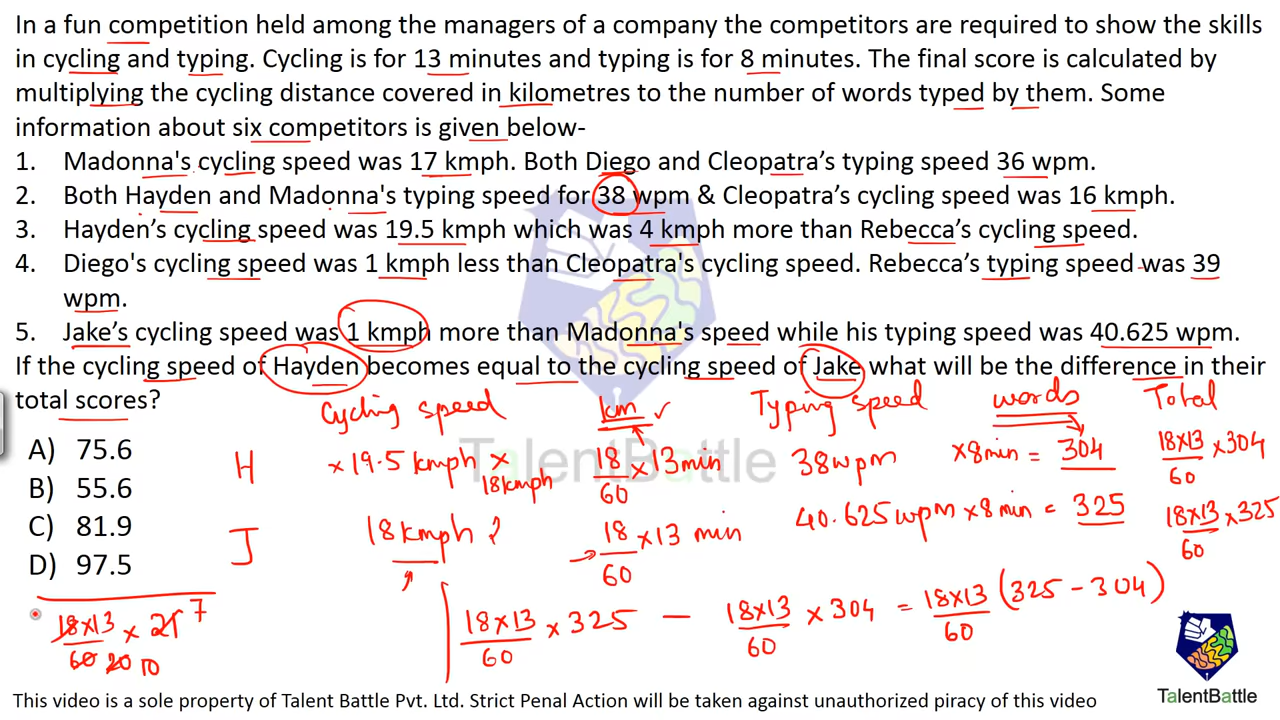 In a fun competition held among the managers of a company the competitors are required to show the skills
in cycling and typing. Cycling is for 13 minutes and typing is for 8 minutes. The final score is calculated by
multiplying the cycling distance covered in kilometres to the number of words typed by them. Some
information about six competitors is given below-
1. Madonna's cycling speed was 17 kmph. Both Diego and Cleopatra’s typing speed 36 wpm.
2. Both Hayden and Madonna's typing speed for 38 wpm & Cleopatra’s cycling speed was 16 kmph.
3. Hayden’s cycling speed was 19.5 kmph which was 4 kmph more than Rebecca’s cycling speed.
4. Diego's cycling speed was 1 kmph less than Cleopatra's cycling speed. Rebecca’s typing speed was 39
wpm.
5. Jake’s cycling speed was 1 kmph more than Madonna's speed while his typing speed was 40.625 wpm.
If the cycling speed of Hayden becomes equal to the cycling speed of Jake what will be the difference in their
total scores?
Cycling speed km ✓ Typing speed words Total
A) 75.6
H × 19.5 kmph × 18/60 × 13 min 38 wpm × 8 min = 304 18×13/60 × 304
18 kmph
B) 55.6
C) 81.9
J 18 kmph 18/60 × 13 min 40.625 wpm × 8 min = 325 18×13/60 × 325
D) 97.5
18×13/60 × 21 7
20 10
18×13/60 × 325 − 18×13/60 × 304 = 18×13/60 (325 − 304)
TalentBattle
TalentBattle
This video is a sole property of Talent Battle Pvt. Ltd. Strict Penal Action will be taken against unauthorized piracy of this video